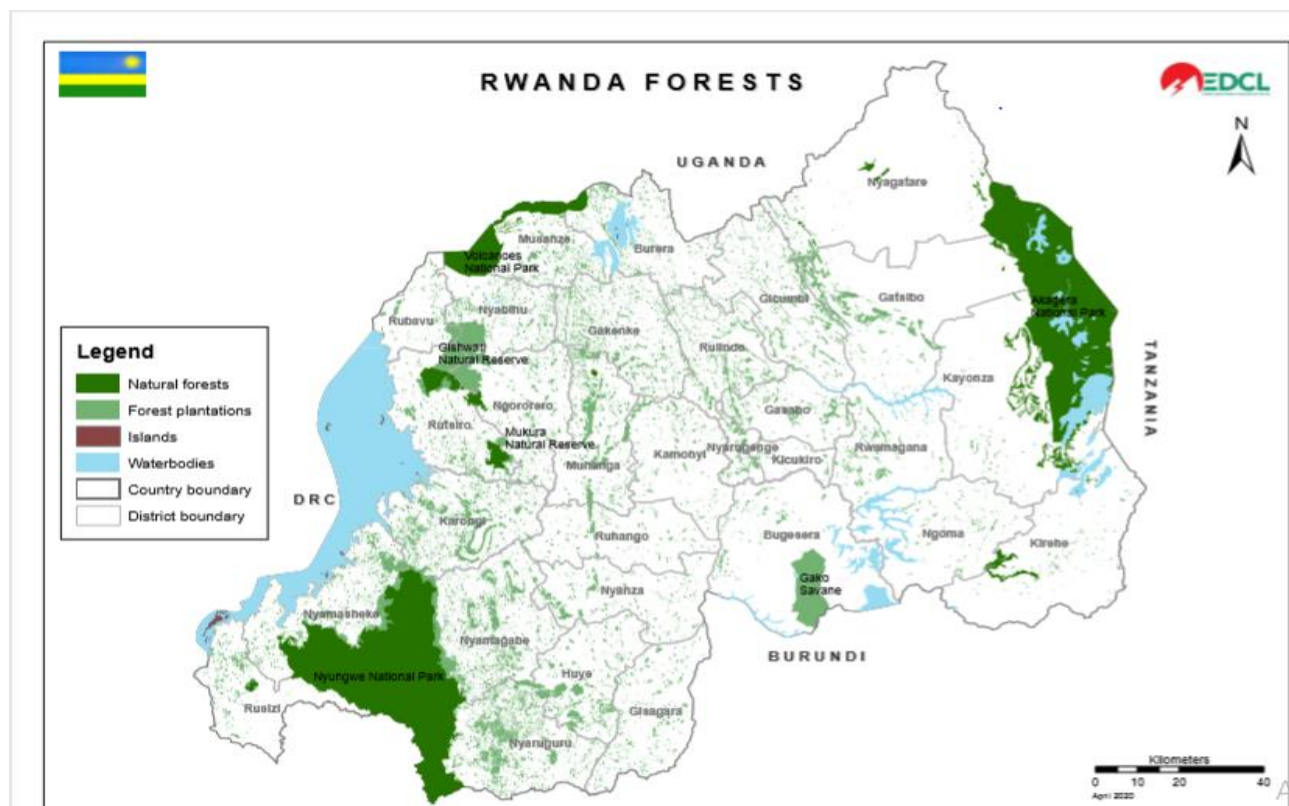 RWANDA FORESTS
EDCL
N
UGANDA
Nyagatare
Musanze
Burera
Volcanoes
National Park
Gicumbi
Gatsibo
Akagera
National Park
Rubavu
Nyabihu
Gakenke
Rulindo
TANZANIA
Gishwati
Natural Reserve
Kayonza
Legend
Natural forests
Forest plantations
Islands
Waterbodies
Country boundary
District boundary
Ngororero
Gasabo
Rutsiro
Mukura
Natural Reserve
Muhanga
Kamonyi
Nyarugenge
Kicukiro
Rwamagana
DRC
Karongi
Ruhango
Bugesera
Ngoma
Kirehe
Gako
Savane
Nyanza
Nyamasheke
Nyamagabe
BURUNDI
Nyungwe National Park
Huye
Rusizi
Gisagara
Nyaruguru
Kilometers
0 5 10 20 40
April 2020